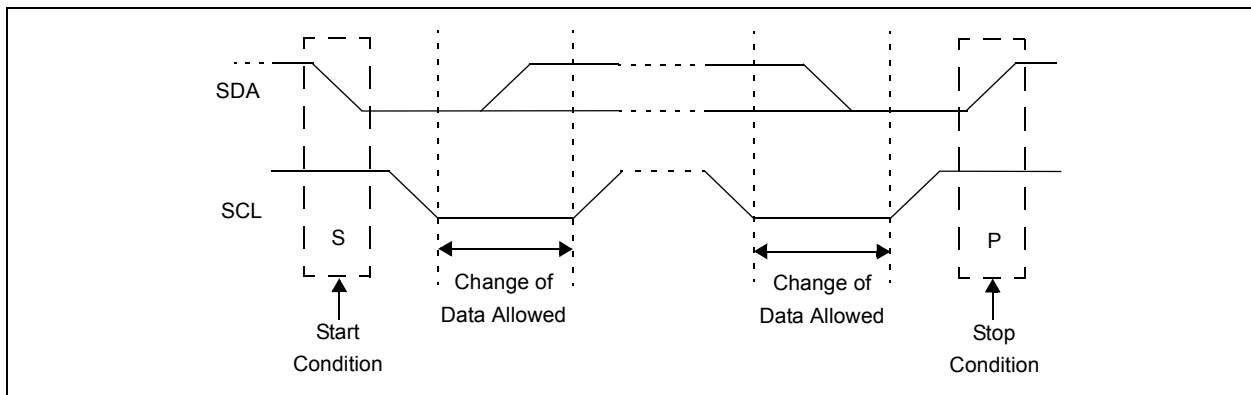 SDA
SCL
S
P
Change of
Data Allowed
Change of
Data Allowed
Start
Condition
Stop
Condition